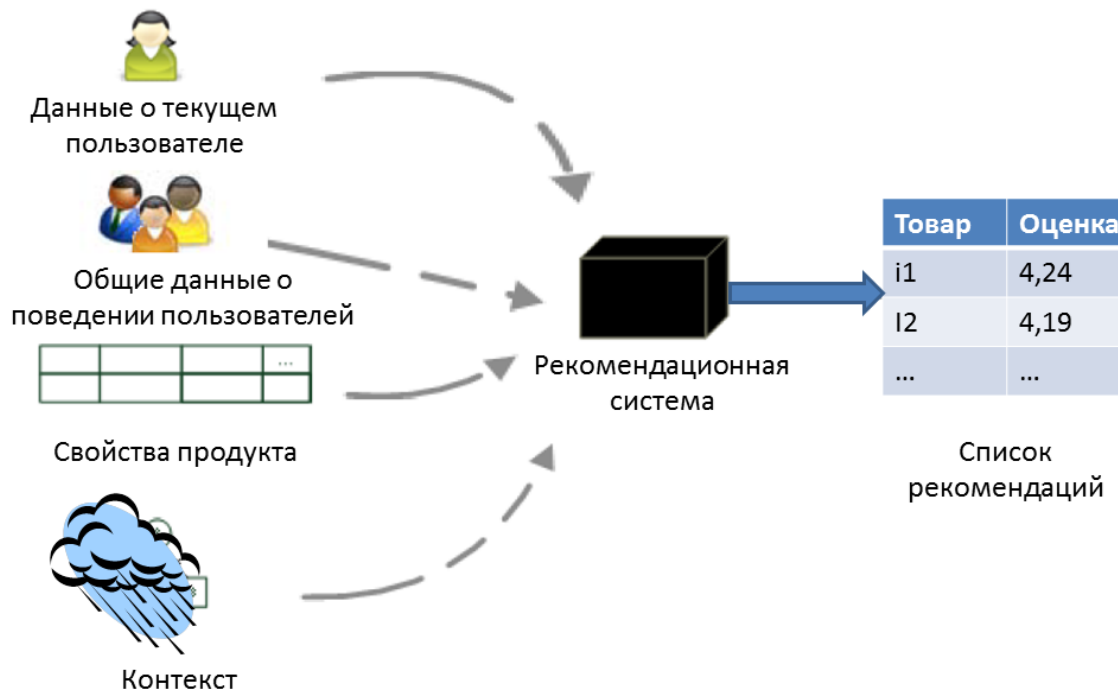 Данные о текущем
пользователе
Общие данные о
поведении пользователей
...
Свойства продукта
Контекст
Рекомендационная
система
Товар Оценка
i1 4,24
I2 4,19
... ...
Список
рекомендаций